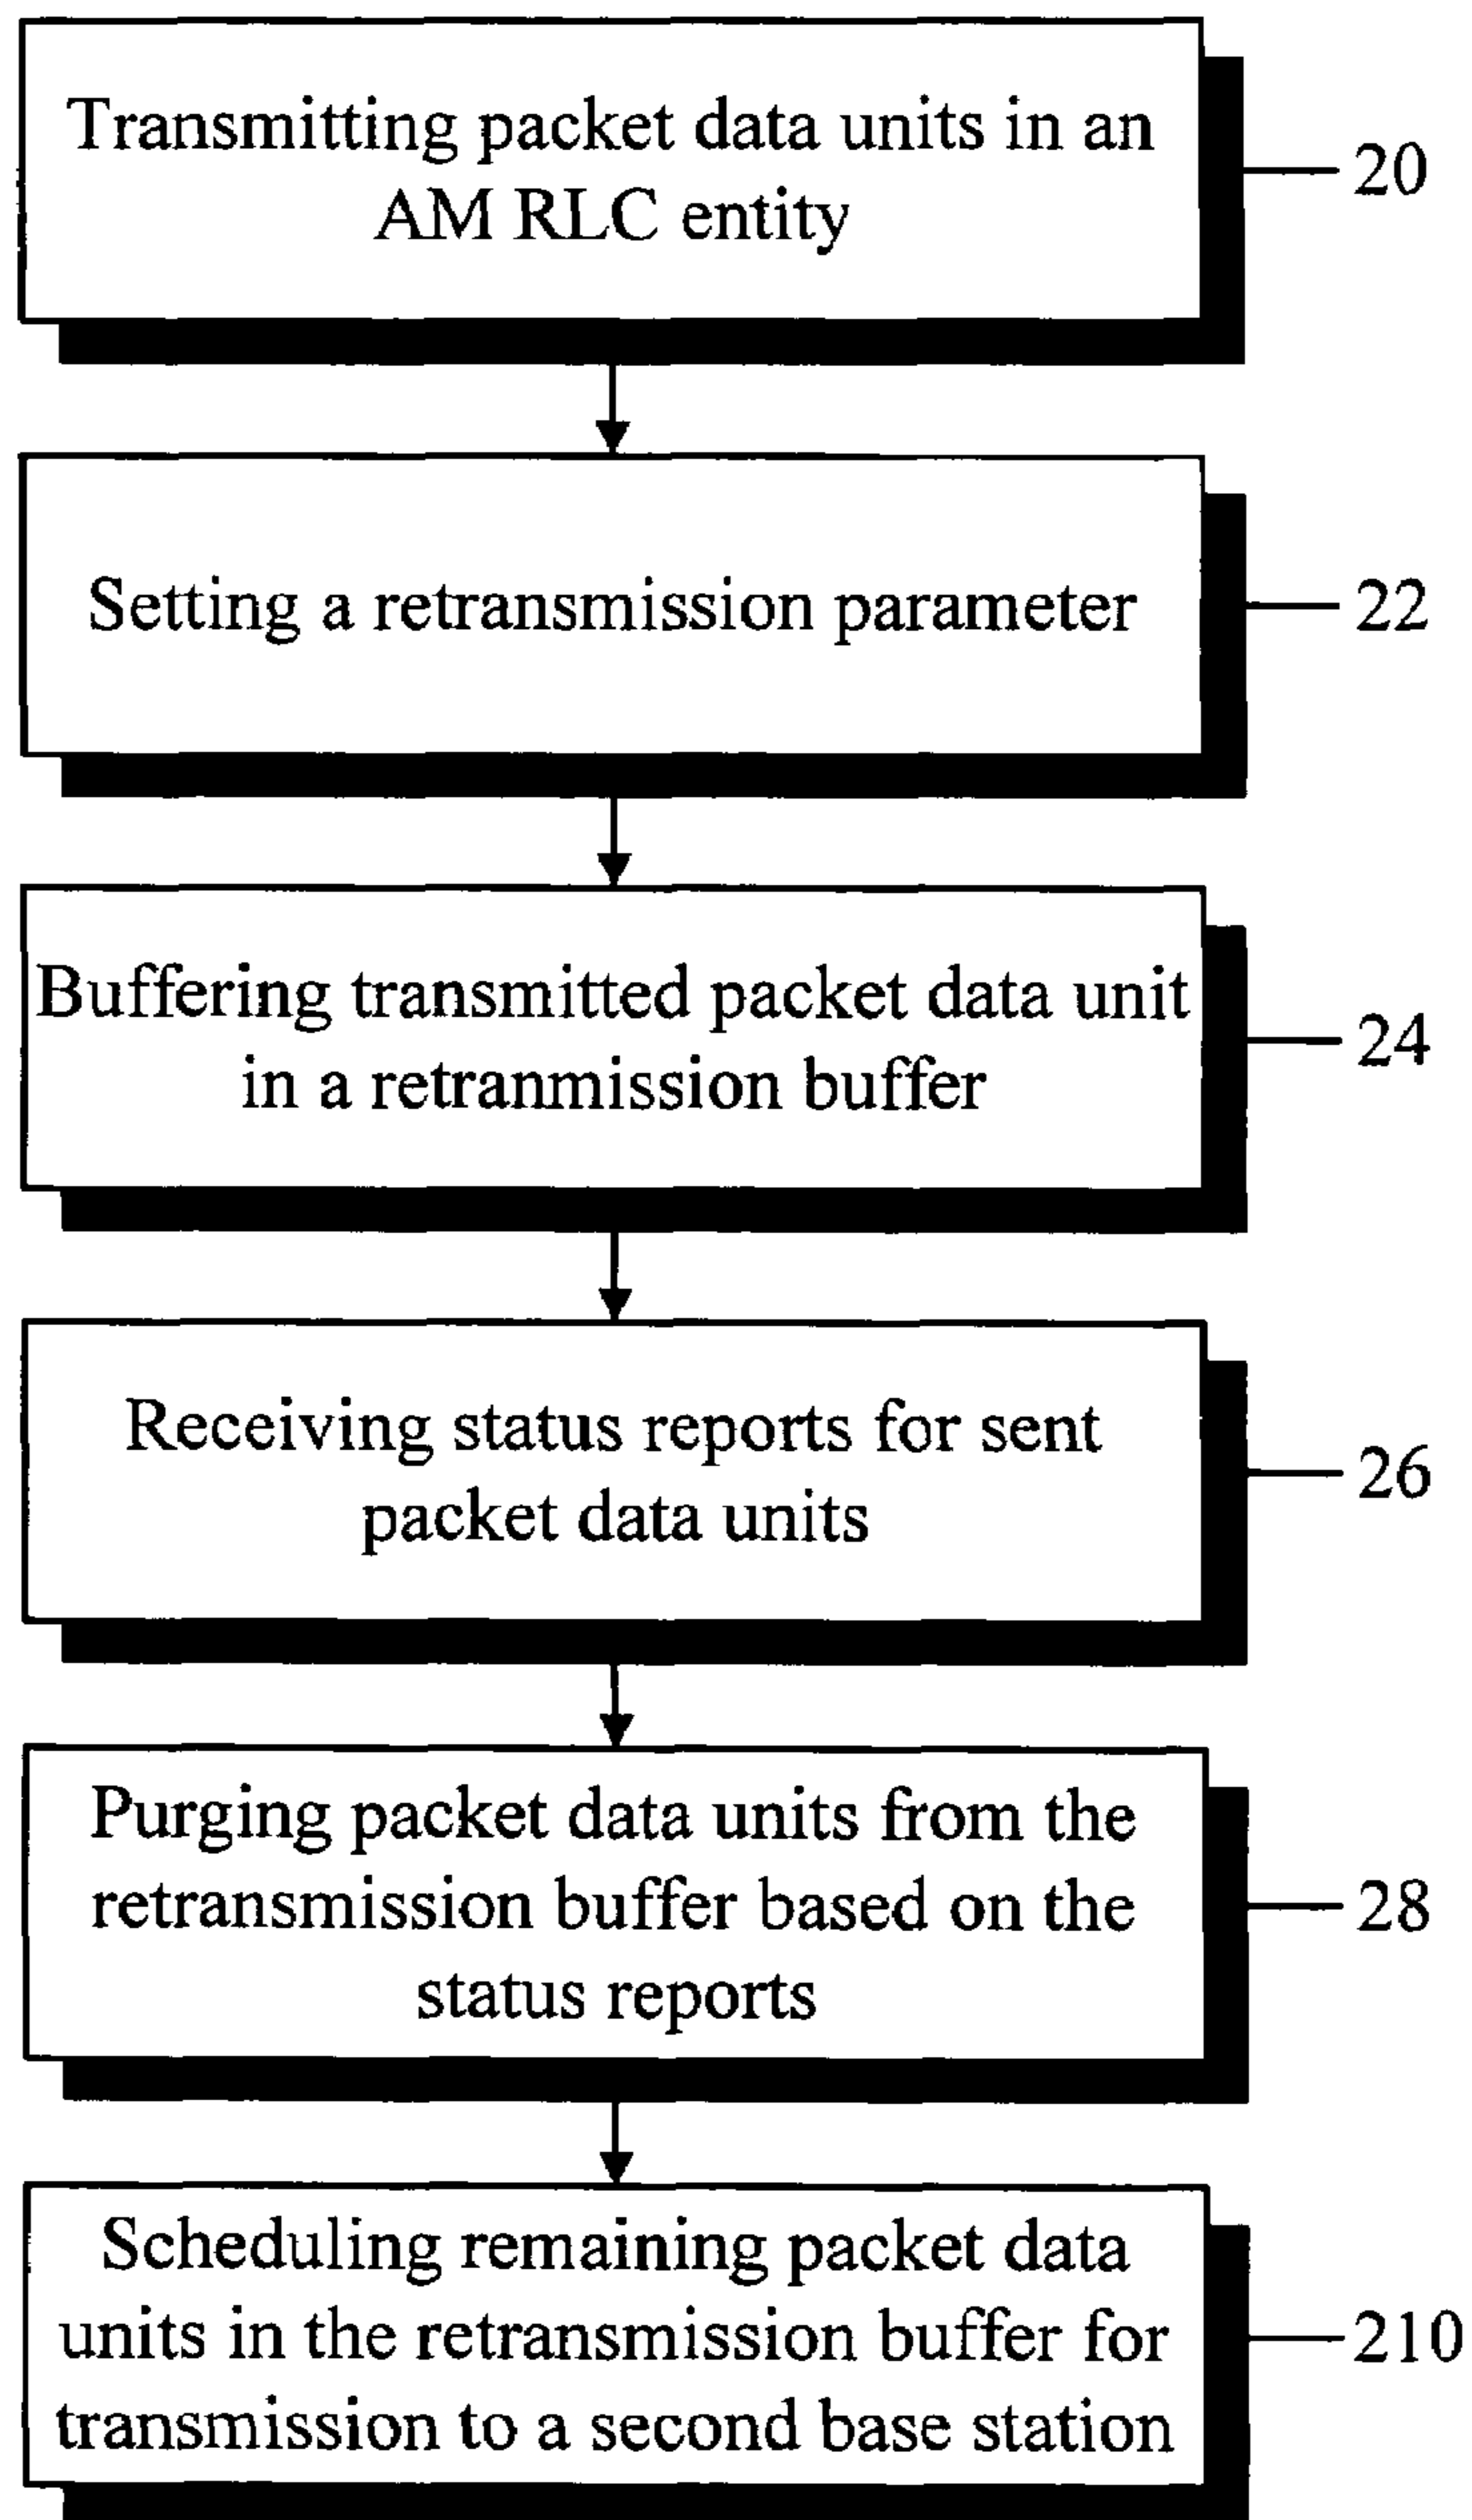 Transmitting packet data units in an
AM RLC entity
20
Setting a retransmission parameter
22
Buffering transmitted packet data unit
in a retranmission buffer
24
Receiving status reports for sent
packet data units
26
Purging packet data units from the
retransmission buffer based on the
status reports
28
Scheduling remaining packet data
units in the retransmission buffer for
transmission to a second base station
210